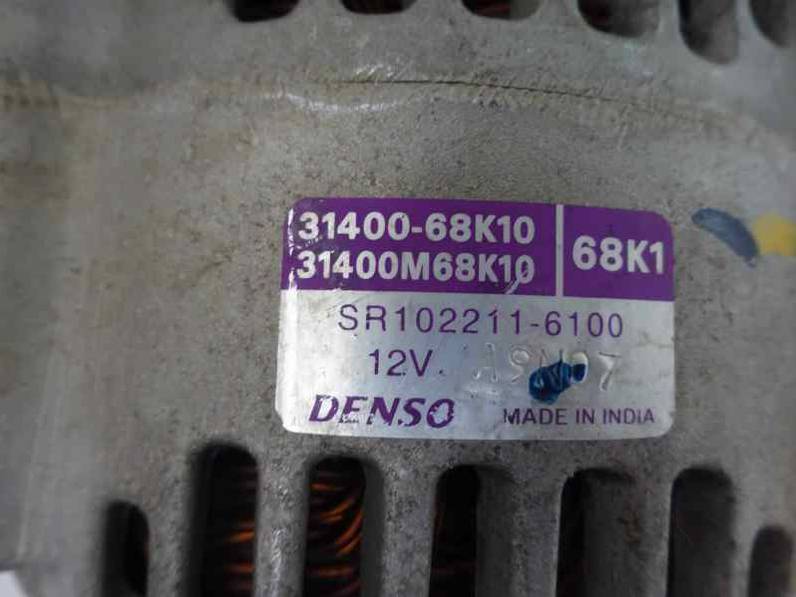 31400-68K10
31400M68K10
68K1
SR102211-6100
12V
DENSO
MADE IN INDIA